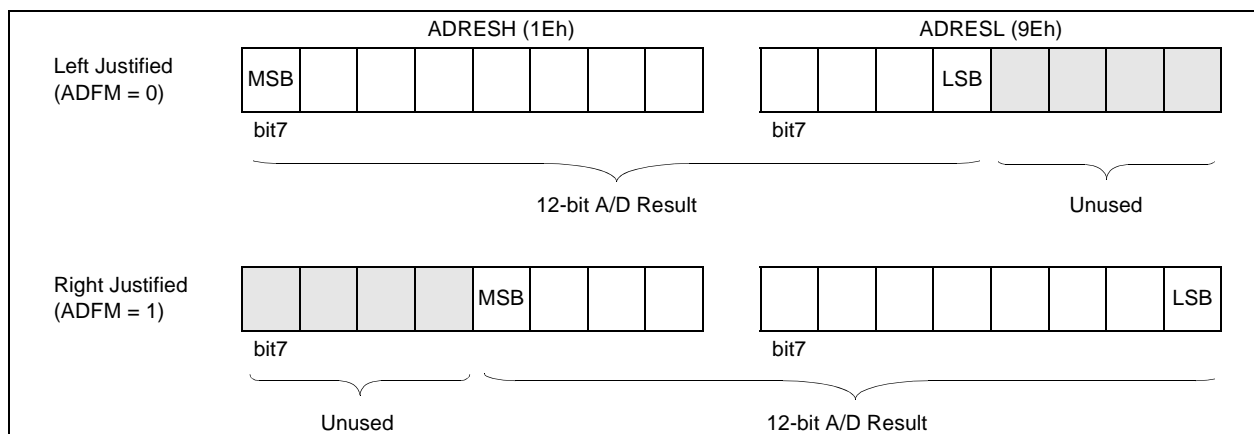 ADRESH (1Eh)
ADRESL (9Eh)
Left Justified
(ADFM = 0)
MSB
LSB
bit7
bit7
12-bit A/D Result
Unused
Right Justified
(ADFM = 1)
MSB
LSB
bit7
bit7
Unused
12-bit A/D Result